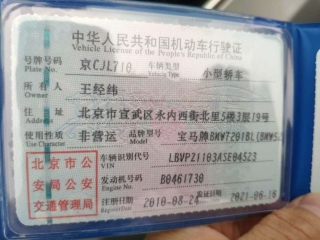 中华人民共和国机动车行驶证
Vehicle License of the People's Republic of China
号牌号码 京CJL710 车辆类型 小型轿车
Plate No. Vehicle Type
所有人 王经纬
Owner
住址 北京市宣武区永内西街北里5楼3层19号
Address
使用性质 非营运 品牌型号 宝马牌BMW7201BL(BMW5
Use Character Model
车辆识别代号 LBVPZ1103ASE04523
VIN
发动机号码 B0461738
Engine No.
注册日期 2010-08-24 发证日期 2021-06-16
北京市公
安局公安
交通管理局